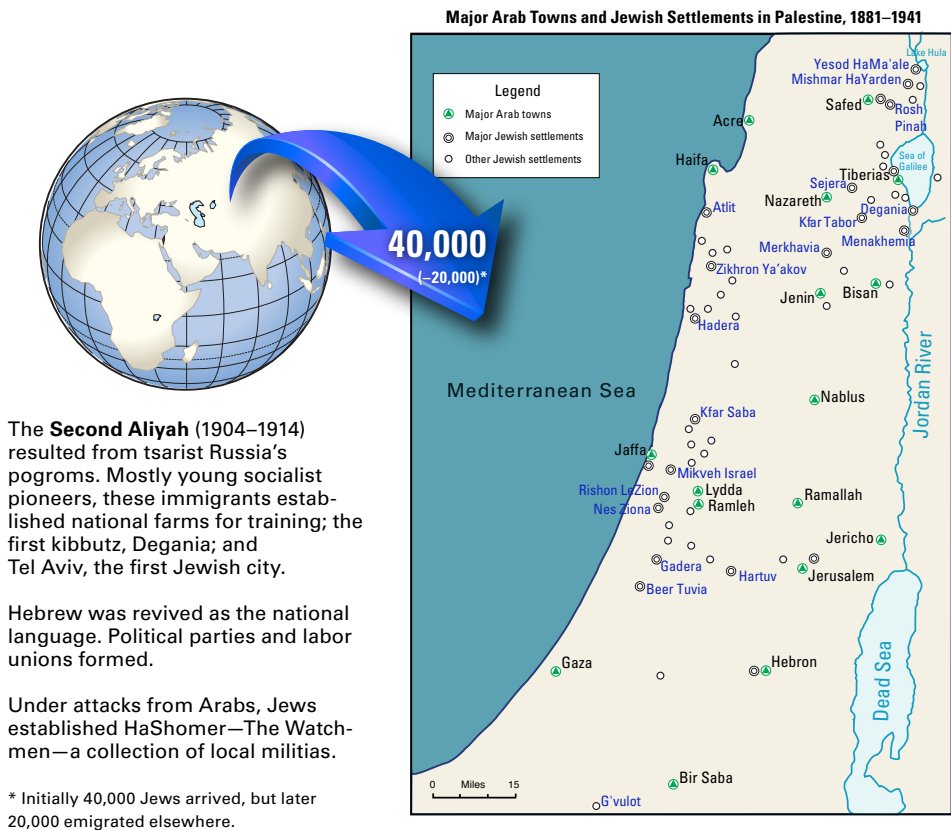 Major Arab Towns and Jewish Settlements in Palestine, 1881–1941
Lake Hula
Yesod HaMa'ale
Mishmar HaYarden
Legend
Major Arab towns
Major Jewish settlements
Other Jewish settlements
Safed
Rosh
Pinah
Acre
Haifa
Sea of
Galilee
Tiberias
Sejera
Nazareth
Atlit
Degania
Kfar Tabor
Menakhemia
40,000
(–20,000)*
Merkhavia
Zikhron Ya'akov
Jenin
Bisan
Hadera
Jordan River
Mediterranean Sea
Nablus
Kfar Saba
The Second Aliyah (1904–1914)
resulted from tsarist Russia's
pogroms. Mostly young socialist
pioneers, these immigrants estab-
lished national farms for training; the
first kibbutz, Degania; and
Tel Aviv, the first Jewish city.
Jaffa
Mikveh Israel
Rishon LeZion
Lydda
Nes Ziona
Ramleh
Ramallah
Jericho
Gadera
Hartuv
Jerusalem
Beer Tuvia
Hebrew was revived as the national
language. Political parties and labor
unions formed.
Gaza
Hebron
Dead Sea
Under attacks from Arabs, Jews
established HaShomer—The Watch-
men—a collection of local militias.
Bir Saba
0 Miles 15
G'vulot
* Initially 40,000 Jews arrived, but later
20,000 emigrated elsewhere.